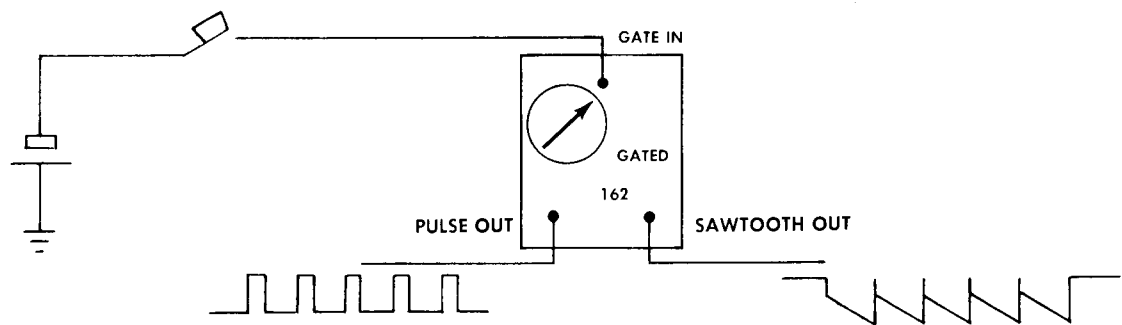 GATE IN
GATED
162
PULSE OUT
SAWTOOTH OUT